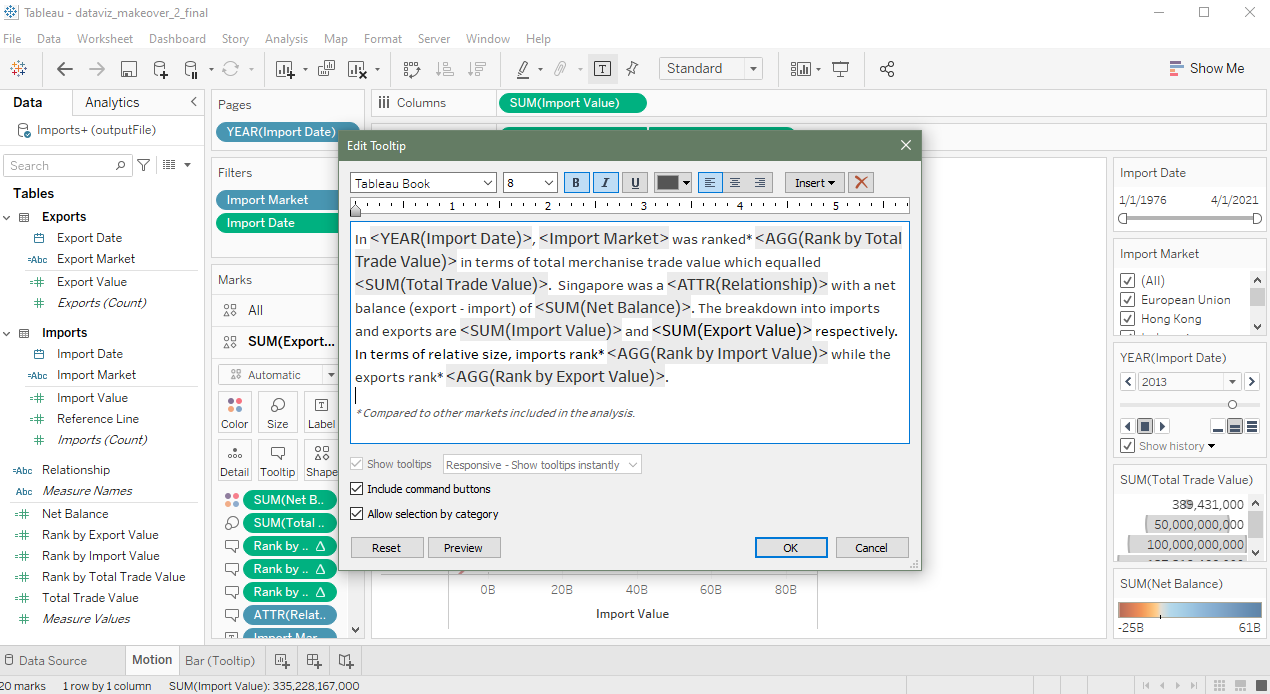 Tableau - dataviz_makeover_2_final
File Data Worksheet Dashboard Story Analysis Map Format Server Window Help
Standard
Show Me
Data Analytics
Imports+ (outputFile)
Search
Tables
Exports
Export Date
Abc Export Market
Export Value
Exports (Count)
Imports
Import Date
Abc Import Market
Import Value
Reference Line
Imports (Count)
Abc Relationship
Abc Measure Names
Net Balance
Rank by Export Value
Rank by Import Value
Rank by Total Trade Value
Total Trade Value
Measure Values
Pages
YEAR(Import Date)
Filters
Import Market
Import Date
Marks
All
SUM(Export...
Automatic
Color Size Label
Detail Tooltip Shape
SUM(Net B..
SUM(Total ..
Rank by .. Δ
Rank by .. Δ
Rank by .. Δ
ATTR(Relat..
Import Mar..
Columns SUM(Import Value)
Edit Tooltip
Tableau Book 8 B I U Insert
1 2 3 4 5
In <YEAR(Import Date)>, <Import Market> was ranked* <AGG(Rank by Total
Trade Value)> in terms of total merchanise trade value which equalled
<SUM(Total Trade Value)>. Singapore was a <ATTR(Relationship)> with a net
balance (export - import) of <SUM(Net Balance)>. The breakdown into imports
and exports are <SUM(Import Value)> and <SUM(Export Value)> respectively.
In terms of relative size, imports rank* <AGG(Rank by Import Value)> while the
exports rank* <AGG(Rank by Export Value)>.
* Compared to other markets included in the analysis.
Show tooltips Responsive - Show tooltips instantly
Include command buttons
Allow selection by category
Reset Preview OK Cancel
0B 20B 40B 60B 80B
Import Value
Import Date
1/1/1976 4/1/2021
Import Market
(All)
European Union
Hong Kong
YEAR(Import Date)
2013
Show history
SUM(Total Trade Value)
389,431,000
50,000,000,000
100,000,000,000
SUM(Net Balance)
-25B 61B
Data Source Motion Bar (Tooltip)
20 marks 1 row by 1 column SUM(Import Value): 335,228,167,000